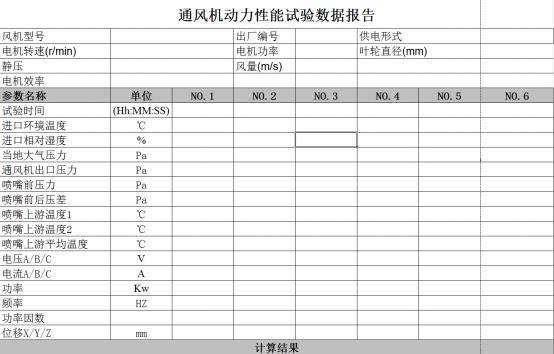 通风机动力性能试验数据报告
风机型号 出厂编号 供电形式
电机转速(r/min) 电机功率 叶轮直径(mm)
静压 风量(m/s)
电机效率
参数名称 单位 NO.1 NO.2 NO.3 NO.4 NO.5 NO.6
试验时间 (Hh:MM:SS)
进口环境温度 ℃
进口相对湿度 %
当地大气压力 Pa
通风机出口压力 Pa
喷嘴前压力 Pa
喷嘴前后压差 Pa
喷嘴上游温度1 ℃
喷嘴上游温度2 ℃
喷嘴上游平均温度 ℃
电压A/B/C V
电流A/B/C A
功率 Kw
频率 HZ
功率因数
位移X/Y/Z mm
计算结果